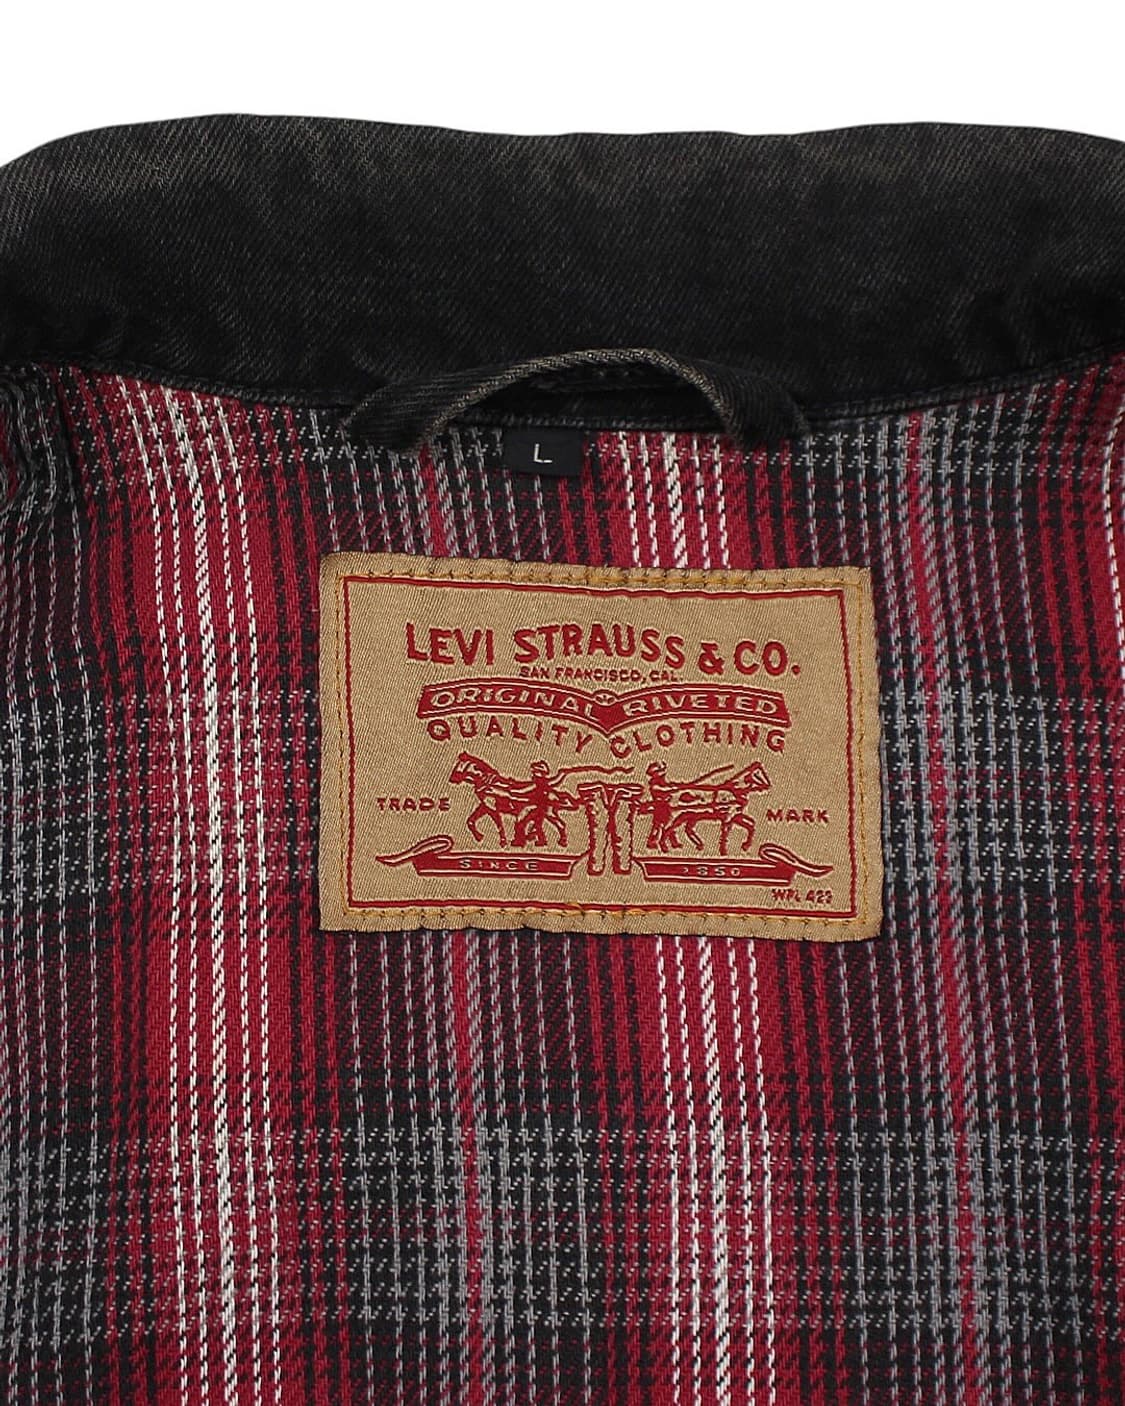 L
LEVI STRAUSS & CO.
SAN FRANCISCO, CAL.
ORIGINAL RIVETED
QUALITY CLOTHING
TRADE MARK
SINCE 1850
WPL 423